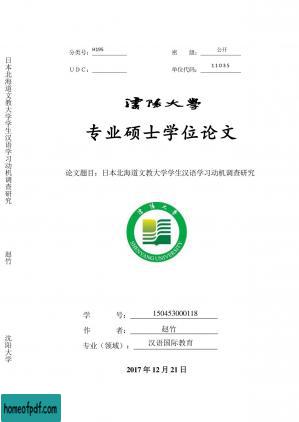 分类号：H195 密 级：公开
UDC： 单位代码：11035
沈阳大学
专业硕士学位论文
论文题目：日本北海道文教大学学生汉语学习动机调查研究
沈阳大学
SHENYANG UNIVERSITY
学 号：150453000118
作 者：赵竹
专业（领域）：汉语国际教育
2017 年 12 月 21 日
日本北海道文教大学学生汉语学习动机调查研究 赵竹 沈阳大学
homeofpdf.com